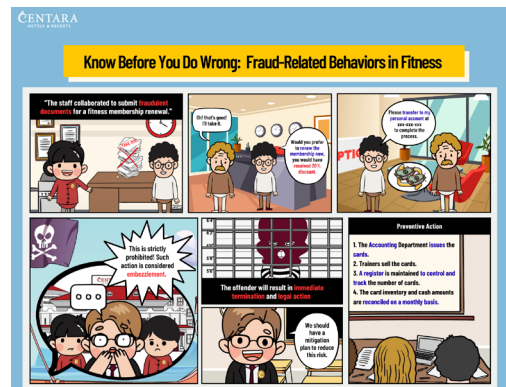 CENTARA
HOTELS & RESORTS
Know Before You Do Wrong: Fraud-Related Behaviors in Fitness
"The staff collaborated to submit fraudulent
documents for a fitness membership renewal."
Oh! that's good!
I'll take it.
Would you prefer
to renew the
membership now,
you would have
received 20%
discount.
Please transfer to my
personal account at
xxx-xxx-xxx
to complete the
process.
This is strictly
prohibited! Such
action is considered
embezzlement.
The offender will result in immediate
termination and legal action
We should
have a
mitigation
plan to reduce
this risk.
Preventive Action
1. The Accounting Department issues the
cards.
2. Trainers sell the cards.
3. A register is maintained to control and
track the number of cards.
4. The card inventory and cash amounts
are reconciled on a monthly basis.